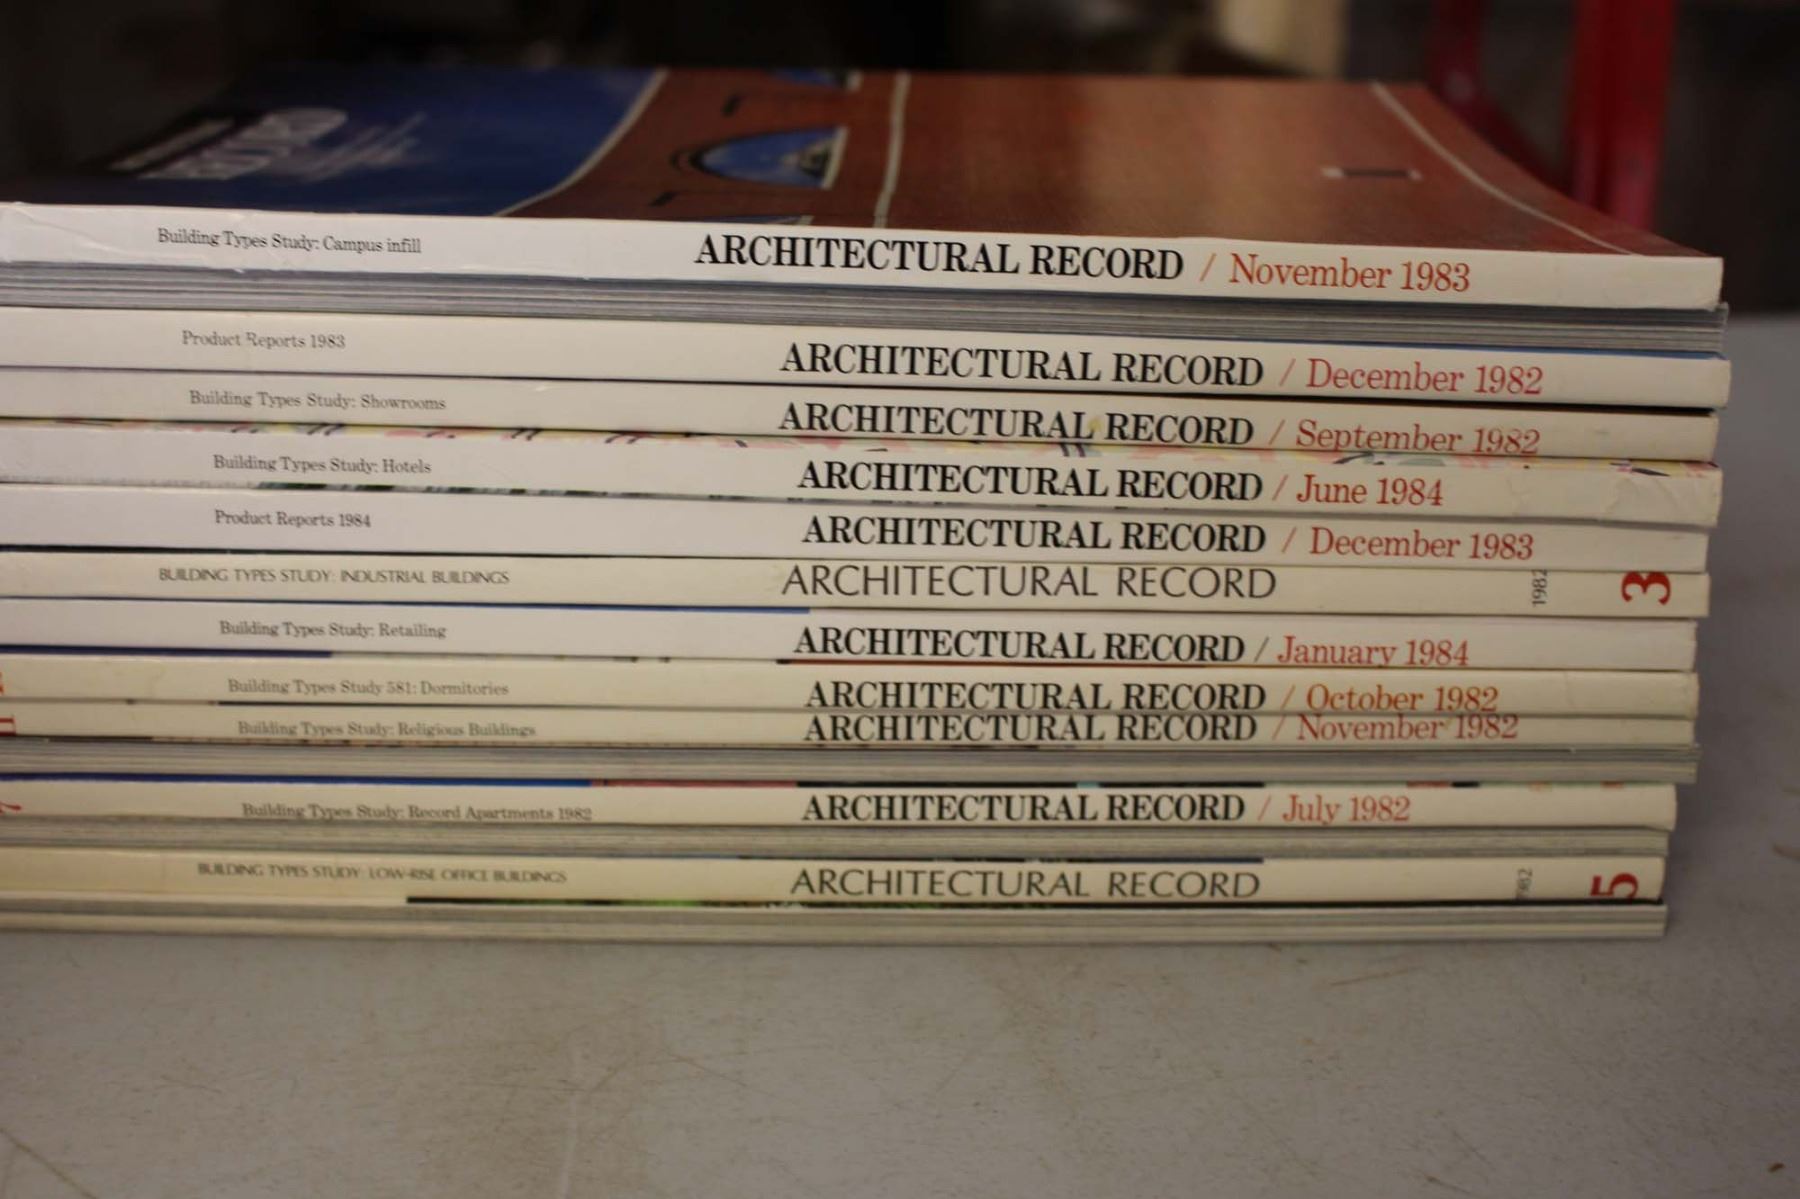 RECORD
Building Types Study: Campus infill ARCHITECTURAL RECORD / November 1983
Product Reports 1983 ARCHITECTURAL RECORD / December 1982
Building Types Study: Showrooms ARCHITECTURAL RECORD / September 1982
Building Types Study: Hotels ARCHITECTURAL RECORD / June 1984
Product Reports 1984 ARCHITECTURAL RECORD / December 1983
BUILDING TYPES STUDY: INDUSTRIAL BUILDINGS ARCHITECTURAL RECORD 1982 3
Building Types Study: Retailing ARCHITECTURAL RECORD / January 1984
Building Types Study 581: Dormitories ARCHITECTURAL RECORD / October 1982
11 Building Types Study: Religious Buildings ARCHITECTURAL RECORD / November 1982
7 Building Types Study: Record Apartments 1982 ARCHITECTURAL RECORD / July 1982
BUILDING TYPES STUDY: LOW-RISE OFFICE BUILDINGS ARCHITECTURAL RECORD 1982 5